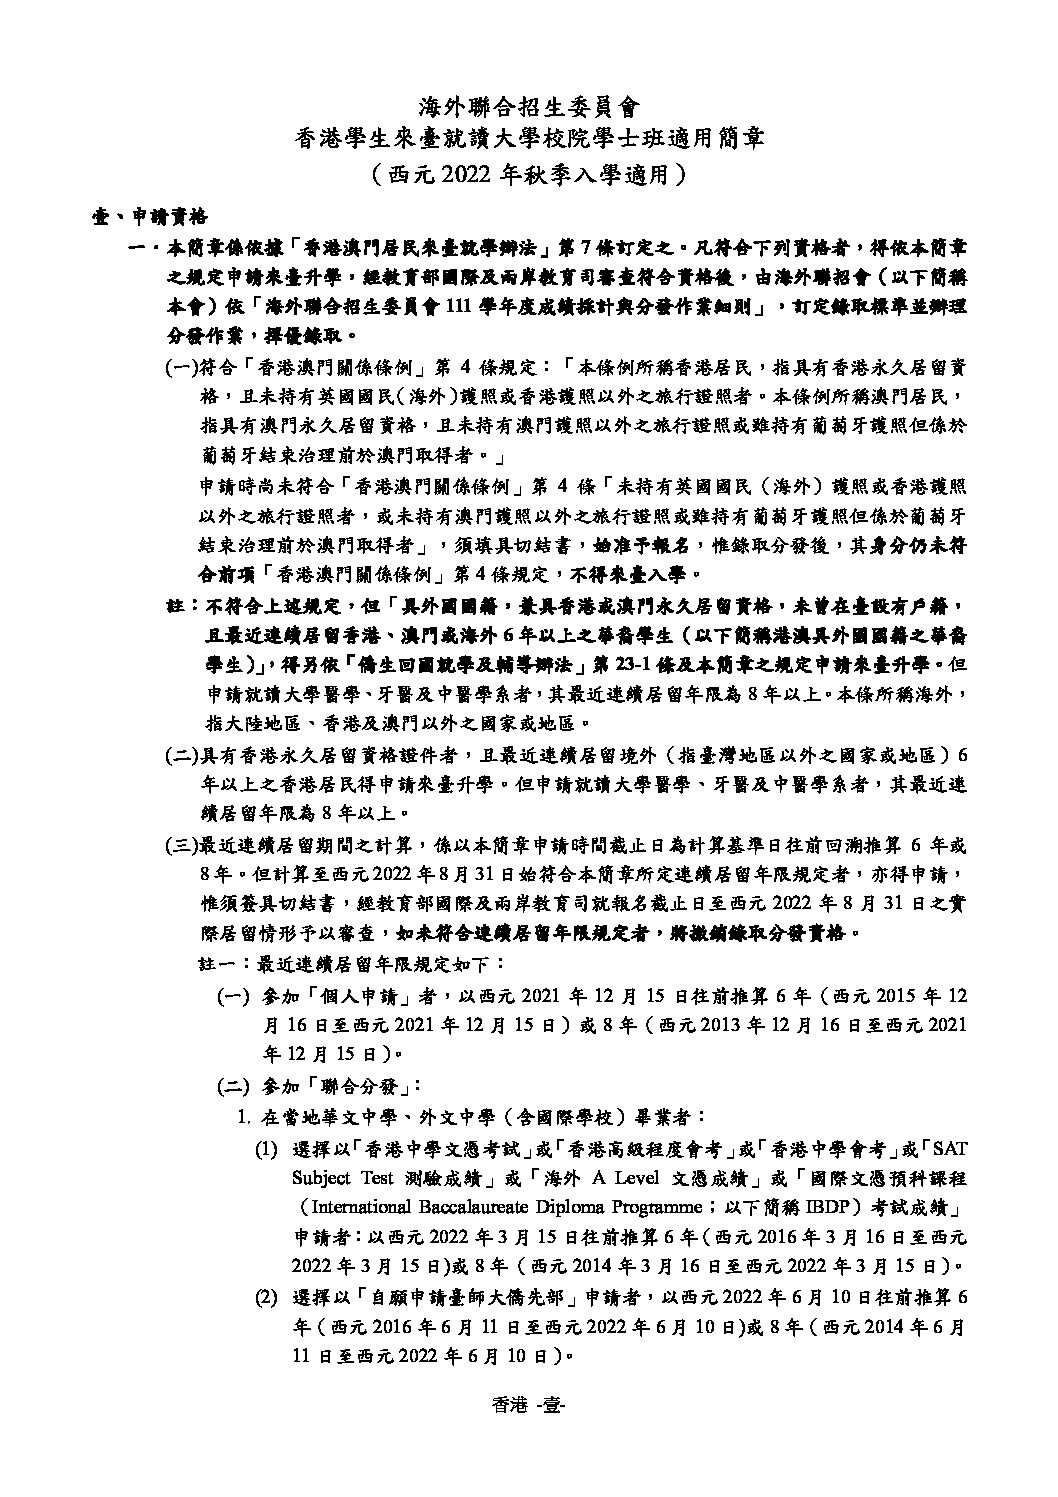 海外聯合招生委員會
香港學生來臺就讀大學校院學士班適用簡章
（西元 2022 年秋季入學適用）
壹、申請資格
一．本簡章係依據「香港澳門居民來臺就學辦法」第 7 條訂定之。凡符合下列資格者，得依本簡章
之規定申請來臺升學，經教育部國際及兩岸教育司審查符合資格後，由海外聯招會（以下簡稱
本會）依「海外聯合招生委員會 111 學年度成績採計與分發作業細則」，訂定錄取標準並辦理
分發作業，擇優錄取。
(一)符合「香港澳門關係條例」第 4 條規定：「本條例所稱香港居民，指具有香港永久居留資
格，且未持有英國國民(海外)護照或香港護照以外之旅行證照者。本條例所稱澳門居民，
指具有澳門永久居留資格，且未持有澳門護照以外之旅行證照或雖持有葡萄牙護照但係於
葡萄牙結束治理前於澳門取得者。」
申請時尚未符合「香港澳門關係條例」第 4 條「未持有英國國民（海外）護照或香港護照
以外之旅行證照者，或未持有澳門護照以外之旅行證照或雖持有葡萄牙護照但係於葡萄牙
結束治理前於澳門取得者」，須填具切結書，始准予報名，惟錄取分發後，其身分仍未符
合前項「香港澳門關係條例」第 4 條規定，不得來臺入學。
註：不符合上述規定，但「具外國國籍，兼具香港或澳門永久居留資格，未曾在臺設有戶籍，
且最近連續居留香港、澳門或海外 6 年以上之華裔學生（以下簡稱港澳具外國國籍之華裔
學生）」，得另依「僑生回國就學及輔導辦法」第 23-1 條及本簡章之規定申請來臺升學。但
申請就讀大學醫學、牙醫及中醫學系者，其最近連續居留年限為 8 年以上。本條所稱海外，
指大陸地區、香港及澳門以外之國家或地區。
(二)具有香港永久居留資格證件者，且最近連續居留境外（指臺灣地區以外之國家或地區）6
年以上之香港居民得申請來臺升學。但申請就讀大學醫學、牙醫及中醫學系者，其最近連
續居留年限為 8 年以上。
(三)最近連續居留期間之計算，係以本簡章申請時間截止日為計算基準日往前回溯推算 6 年或
8 年。但計算至西元 2022 年 8 月 31 日始符合本簡章所定連續居留年限規定者，亦得申請，
惟須簽具切結書，經教育部國際及兩岸教育司就報名截止日至西元 2022 年 8 月 31 日之實
際居留情形予以審查，如未符合連續居留年限規定者，將撤銷錄取分發資格。
註一：最近連續居留年限規定如下：
(一) 參加「個人申請」者，以西元 2021 年 12 月 15 日往前推算 6 年（西元 2015 年 12
月 16 日至西元 2021 年 12 月 15 日）或 8 年（西元 2013 年 12 月 16 日至西元 2021
年 12 月 15 日）。
(二) 參加「聯合分發」：
1. 在當地華文中學、外文中學（含國際學校）畢業者：
(1) 選擇以「香港中學文憑考試」或「香港高級程度會考」或「香港中學會考」或「SAT
Subject Test 測驗成績」或「海外 A Level 文憑成績」或「國際文憑預科課程
（International Baccalaureate Diploma Programme；以下簡稱 IBDP）考試成績」
申請者：以西元 2022 年 3 月 15 日往前推算 6 年（西元 2016 年 3 月 16 日至西元
2022 年 3 月 15 日)或 8 年（西元 2014 年 3 月 16 日至西元 2022 年 3 月 15 日）。
(2) 選擇以「自願申請臺師大僑先部」申請者，以西元 2022 年 6 月 10 日往前推算 6
年（西元 2016 年 6 月 11 日至西元 2022 年 6 月 10 日)或 8 年（西元 2014 年 6 月
11 日至西元 2022 年 6 月 10 日）。
香港 -壹-